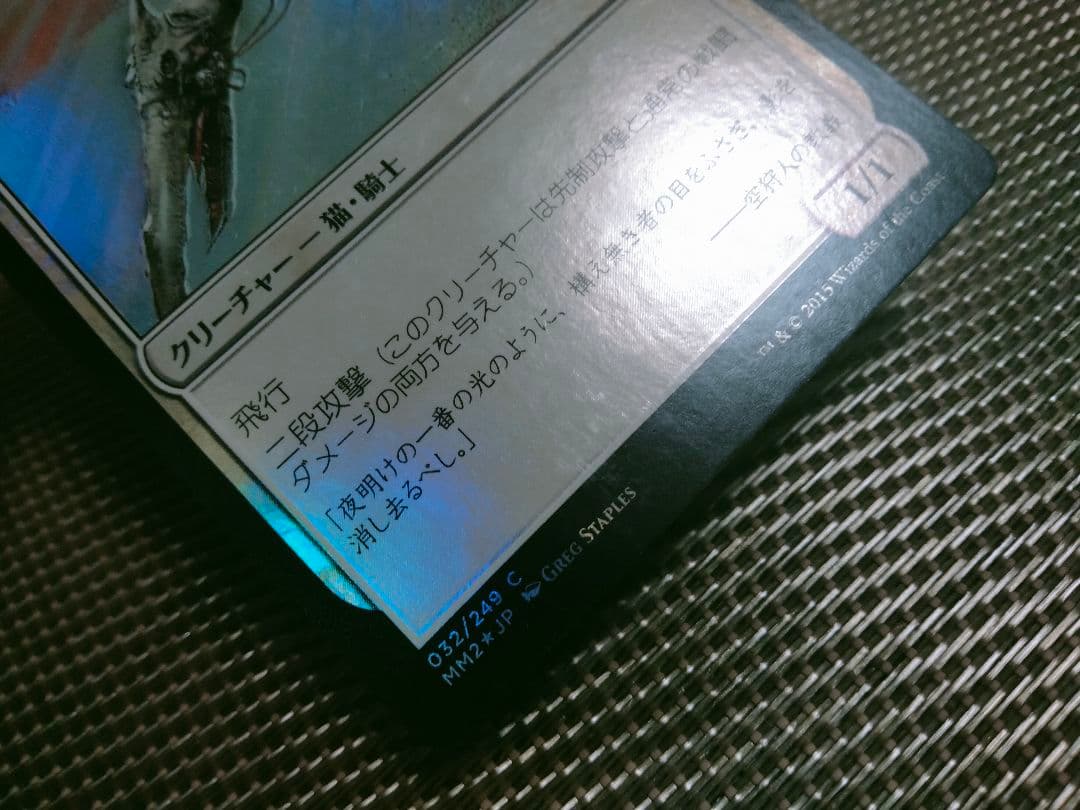 クリーチャー ー 猫・騎士
飛行
二段攻撃（このクリーチャーは先制攻撃と通常の戦闘
ダメージの両方を与える。）
「夜明けの一番の光のように、構え無き者の目をふさぎ、影を
消し去るべし。」
――空狩人の教義
1/1
032/249 C
MM2★JP GREG STAPLES
™ & © 2015 Wizards of the Coast